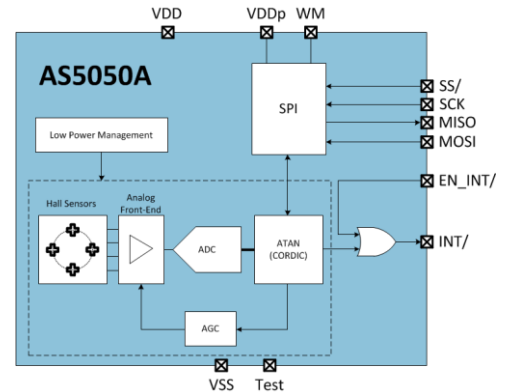 VDD
VDDp
WM
AS5050A
SPI
SS/
SCK
MISO
MOSI
Low Power Management
EN_INT/
Hall Sensors
Analog
Front-End
ADC
ATAN
(CORDIC)
INT/
AGC
VSS
Test